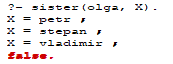 ?- sister(olga, X).
X = petr ;
X = stepan ;
X = vladimir ;
false.